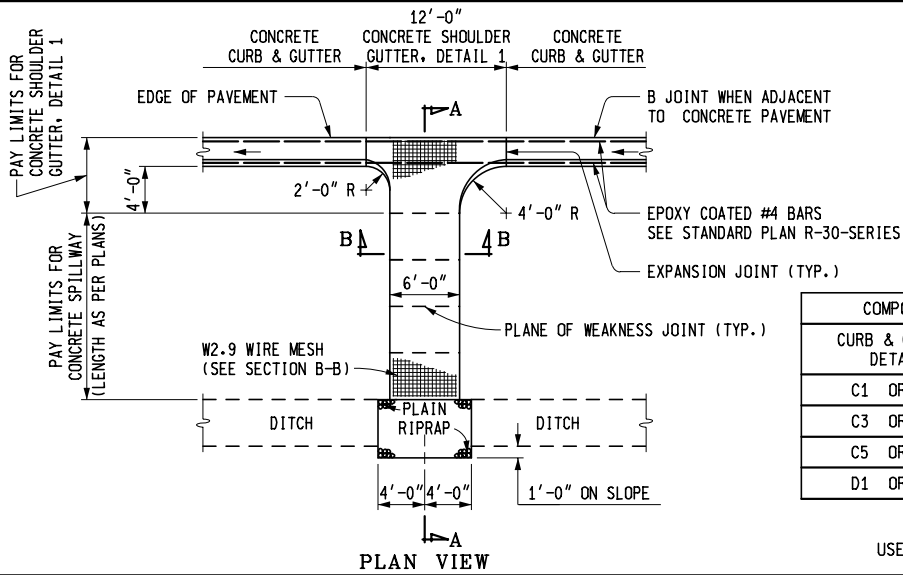 12'-0"
CONCRETE
CURB & GUTTER
CONCRETE SHOULDER
GUTTER, DETAIL 1
CONCRETE
CURB & GUTTER
PAY LIMITS FOR
CONCRETE SHOULDER
GUTTER, DETAIL 1
EDGE OF PAVEMENT
A
B JOINT WHEN ADJACENT
TO CONCRETE PAVEMENT
4'-0"
2'-0" R
4'-0" R
EPOXY COATED #4 BARS
SEE STANDARD PLAN R-30-SERIES
B
B
EXPANSION JOINT (TYP.)
PAY LIMITS FOR
CONCRETE SPILLWAY
(LENGTH AS PER PLANS)
6'-0"
PLANE OF WEAKNESS JOINT (TYP.)
W2.9 WIRE MESH
(SEE SECTION B-B)
DITCH
PLAIN
RIPRAP
DITCH
4'-0"
4'-0"
1'-0" ON SLOPE
A
PLAN VIEW
COMPO
CURB &
DETA
C1 OR
C3 OR
C5 OR
D1 OR
USE